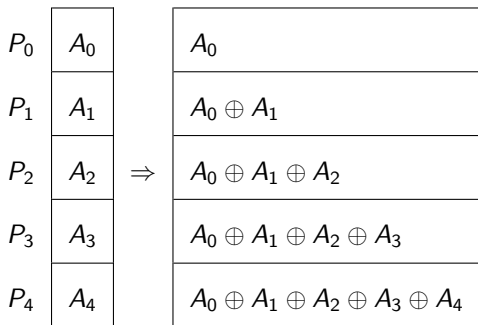 P₀ A₀ A₀
P₁ A₁ A₀ ⊕ A₁
P₂ A₂ ⇒ A₀ ⊕ A₁ ⊕ A₂
P₃ A₃ A₀ ⊕ A₁ ⊕ A₂ ⊕ A₃
P₄ A₄ A₀ ⊕ A₁ ⊕ A₂ ⊕ A₃ ⊕ A₄